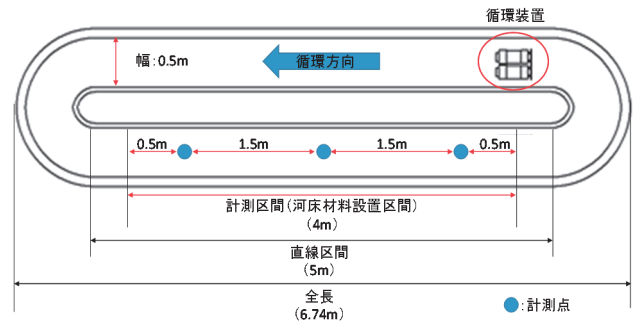 循環装置
幅:0.5m
循環方向
0.5m 1.5m 1.5m 0.5m
計測区間(河床材料設置区間)
(4m)
直線区間
(5m)
全長
(6.74m)
:計測点